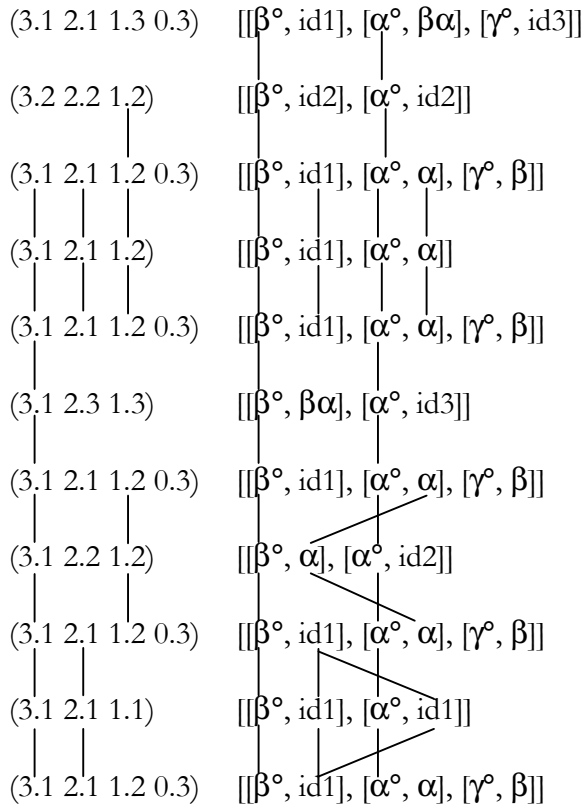 (3.1 2.1 1.3 0.3) [[β°, id1], [α°, βα], [γ°, id3]]
(3.2 2.2 1.2) [[β°, id2], [α°, id2]]
(3.1 2.1 1.2 0.3) [[β°, id1], [α°, α], [γ°, β]]
(3.1 2.1 1.2) [[β°, id1], [α°, α]]
(3.1 2.1 1.2 0.3) [[β°, id1], [α°, α], [γ°, β]]
(3.1 2.3 1.3) [[β°, βα], [α°, id3]]
(3.1 2.1 1.2 0.3) [[β°, id1], [α°, α], [γ°, β]]
(3.1 2.2 1.2) [[β°, α], [α°, id2]]
(3.1 2.1 1.2 0.3) [[β°, id1], [α°, α], [γ°, β]]
(3.1 2.1 1.1) [[β°, id1], [α°, id1]]
(3.1 2.1 1.2 0.3) [[β°, id1], [α°, α], [γ°, β]]